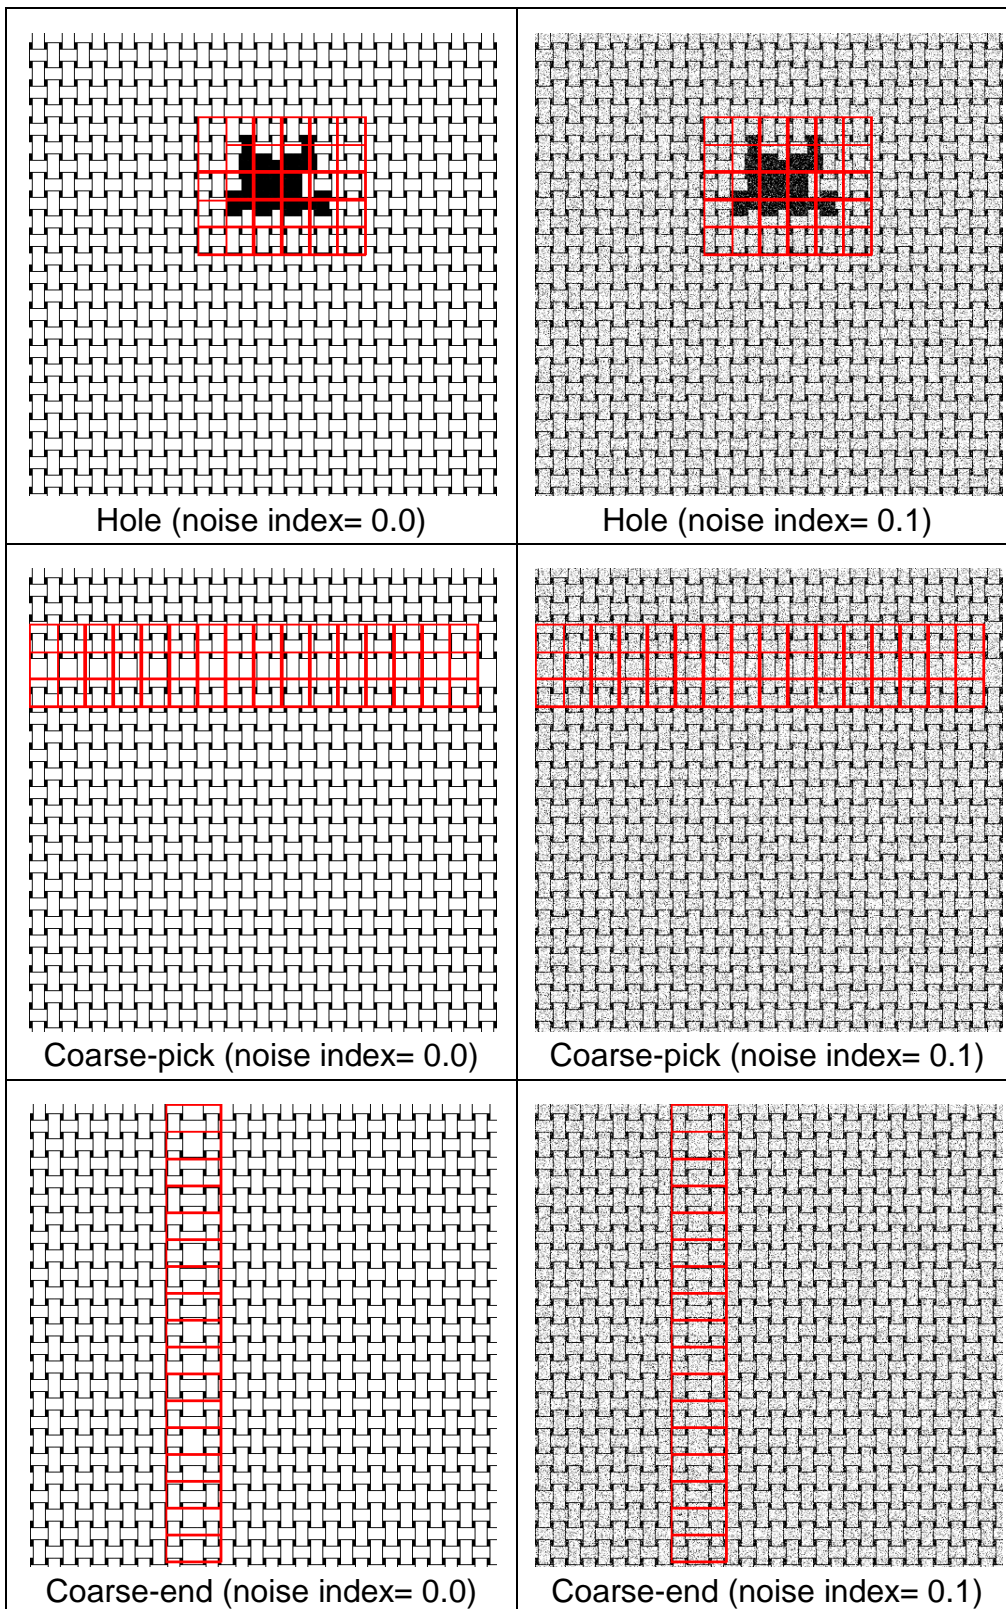 Hole (noise index= 0.0)
Hole (noise index= 0.1)
Coarse-pick (noise index= 0.0)
Coarse-pick (noise index= 0.1)
Coarse-end (noise index= 0.0)
Coarse-end (noise index= 0.1)